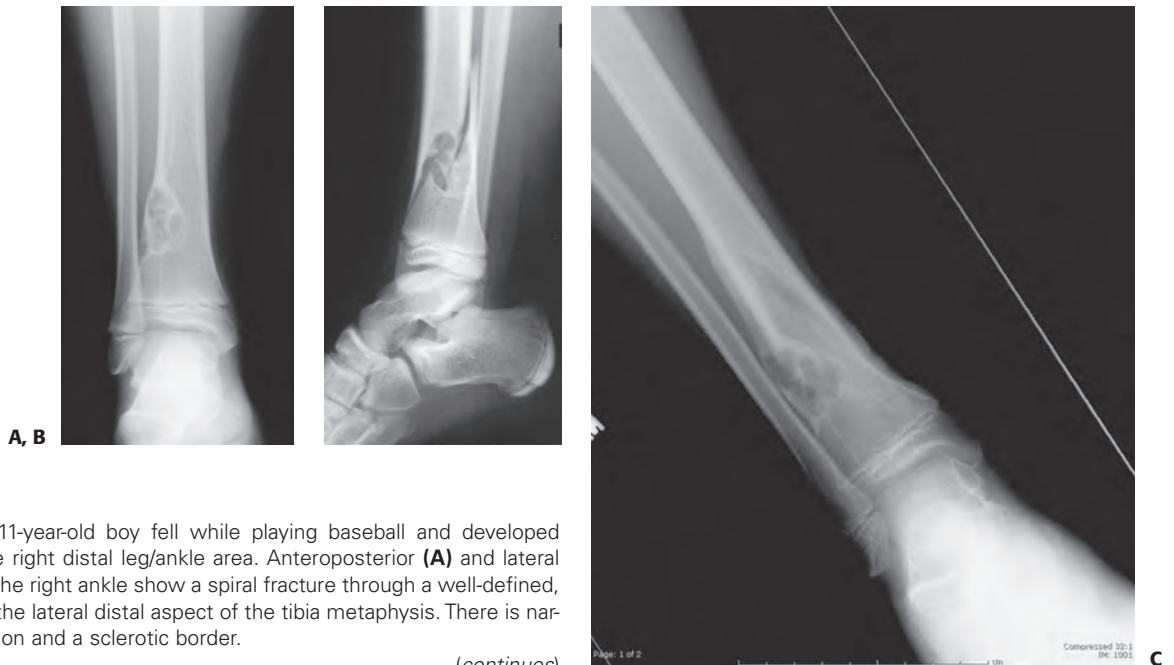 A, B
11-year-old boy fell while playing baseball and developed
right distal leg/ankle area. Anteroposterior (A) and lateral
he right ankle show a spiral fracture through a well-defined,
the lateral distal aspect of the tibia metaphysis. There is nar-
on and a sclerotic border.
(continues)
Page: 1 of 2
Compressed 32:1
IM: 1001
C